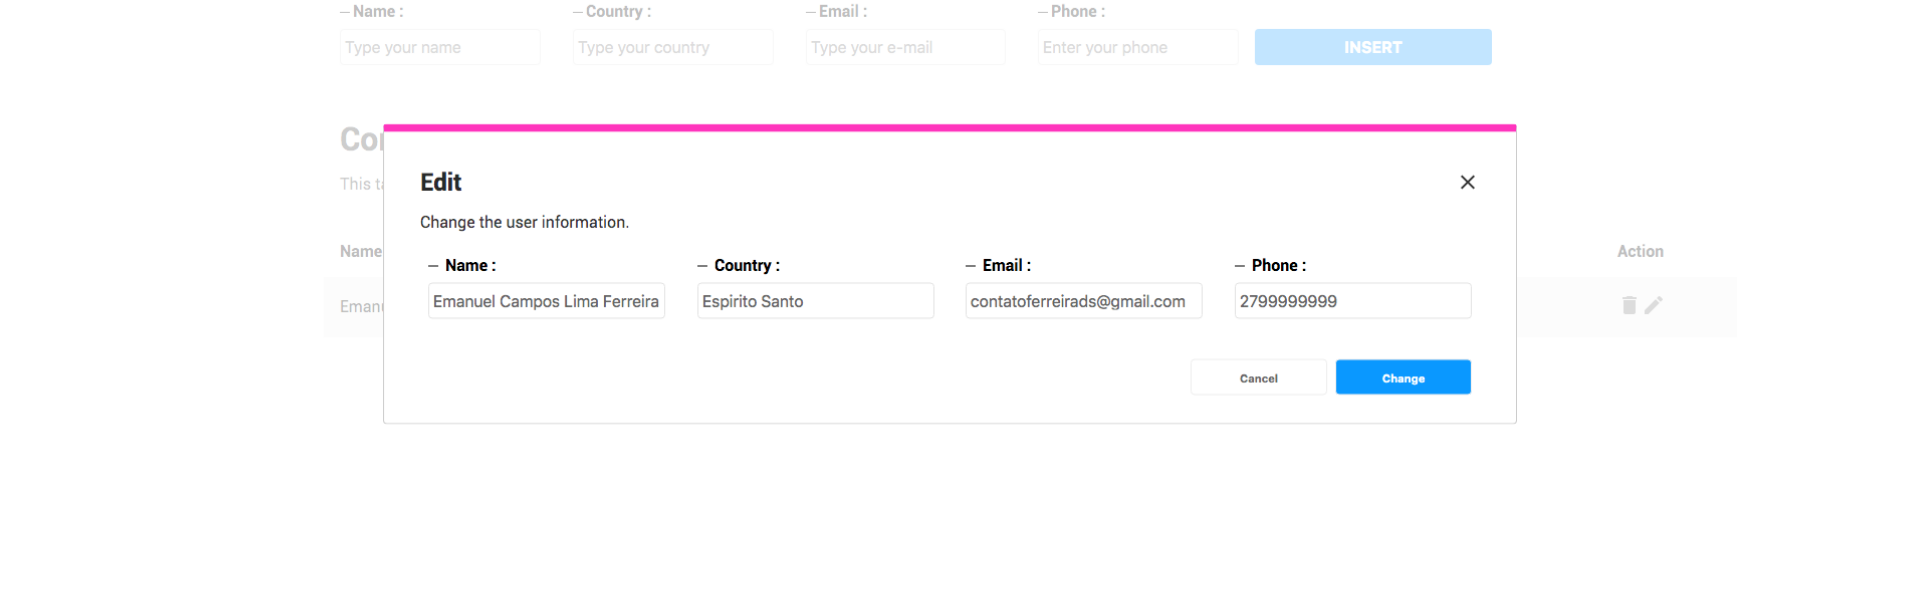 — Name : — Country : — Email : — Phone :
Type your name Type your country Type your e-mail Enter your phone INSERT
Edit
This
Change the user information.
Name Action
— Name : — Country : — Email : — Phone :
Emanuel Campos Lima Ferreira Espirito Santo contatoferreirads@gmail.com 2799999999
Cancel Change